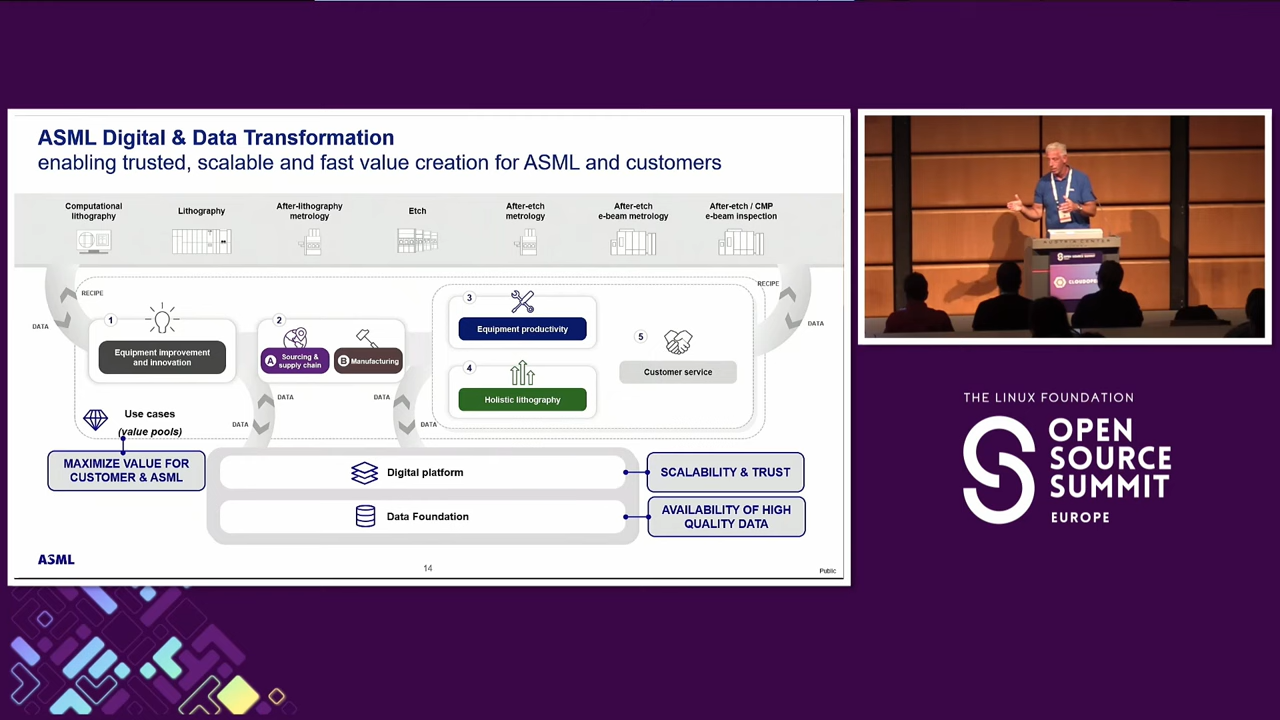 ASML Digital & Data Transformation
enabling trusted, scalable and fast value creation for ASML and customers
Computational
lithography
Lithography
After-lithography
metrology
Etch
After-etch
metrology
After-etch
e-beam metrology
After-etch / CMP
e-beam inspection
RECIPE
DATA
RECIPE
DATA
1
Equipment improvement
and innovation
2
A Sourcing &
supply chain
B Manufacturing
3
Equipment productivity
4
Holistic lithography
5
Customer service
DATA
DATA
DATA
DATA
Use cases
(value pools)
MAXIMIZE VALUE FOR
CUSTOMER & ASML
Digital platform
SCALABILITY & TRUST
Data Foundation
AVAILABILITY OF HIGH
QUALITY DATA
ASML
14
Public
THE LINUX FOUNDATION
OPEN
SOURCE
SUMMIT
EUROPE
OPEN SOURCE SUMMIT